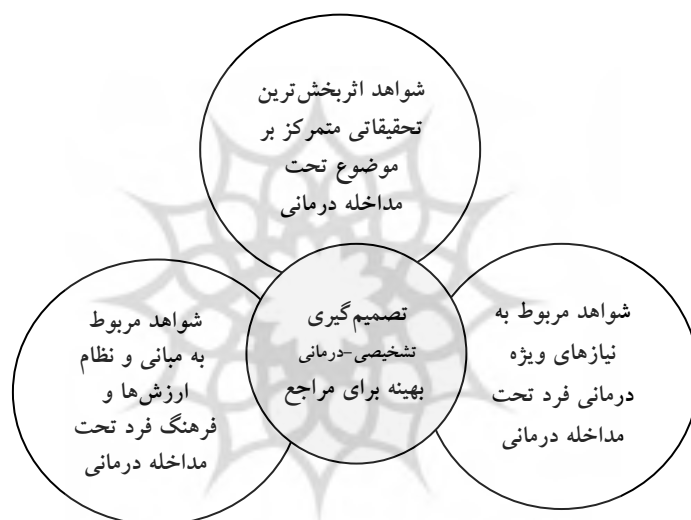 شواهد اثربخش‌ترین
تحقیقاتی متمرکز بر
موضوع تحت
مداخله درمانی
شواهد مربوط به
نیازهای ویژه
درمانی فرد تحت
مداخله درمانی
تصمیم‌گیری
تشخیصی-درمانی
بهینه برای مراجع
شواهد مربوط
به مبانی و نظام
ارزش‌ها و
فرهنگ فرد تحت
مداخله درمانی